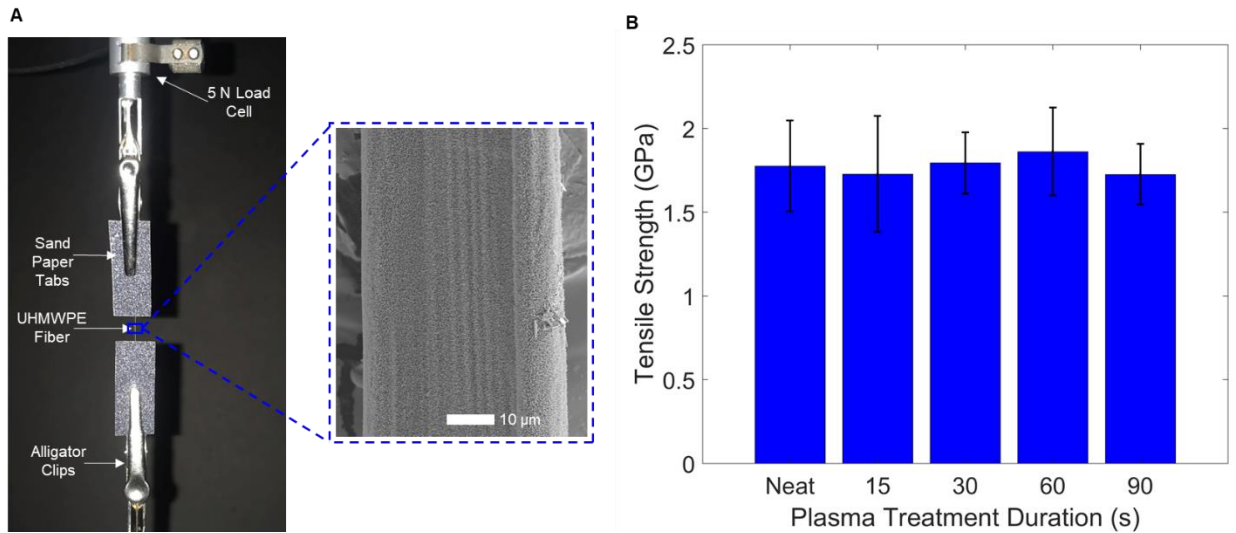 A
5 N Load
Cell
Sand
Paper
Tabs
UHMWPE
Fiber
Alligator
Clips
10 μm
B
Tensile Strength (GPa)
2.5
2
1.5
1
0.5
0
Neat 15 30 60 90
Plasma Treatment Duration (s)